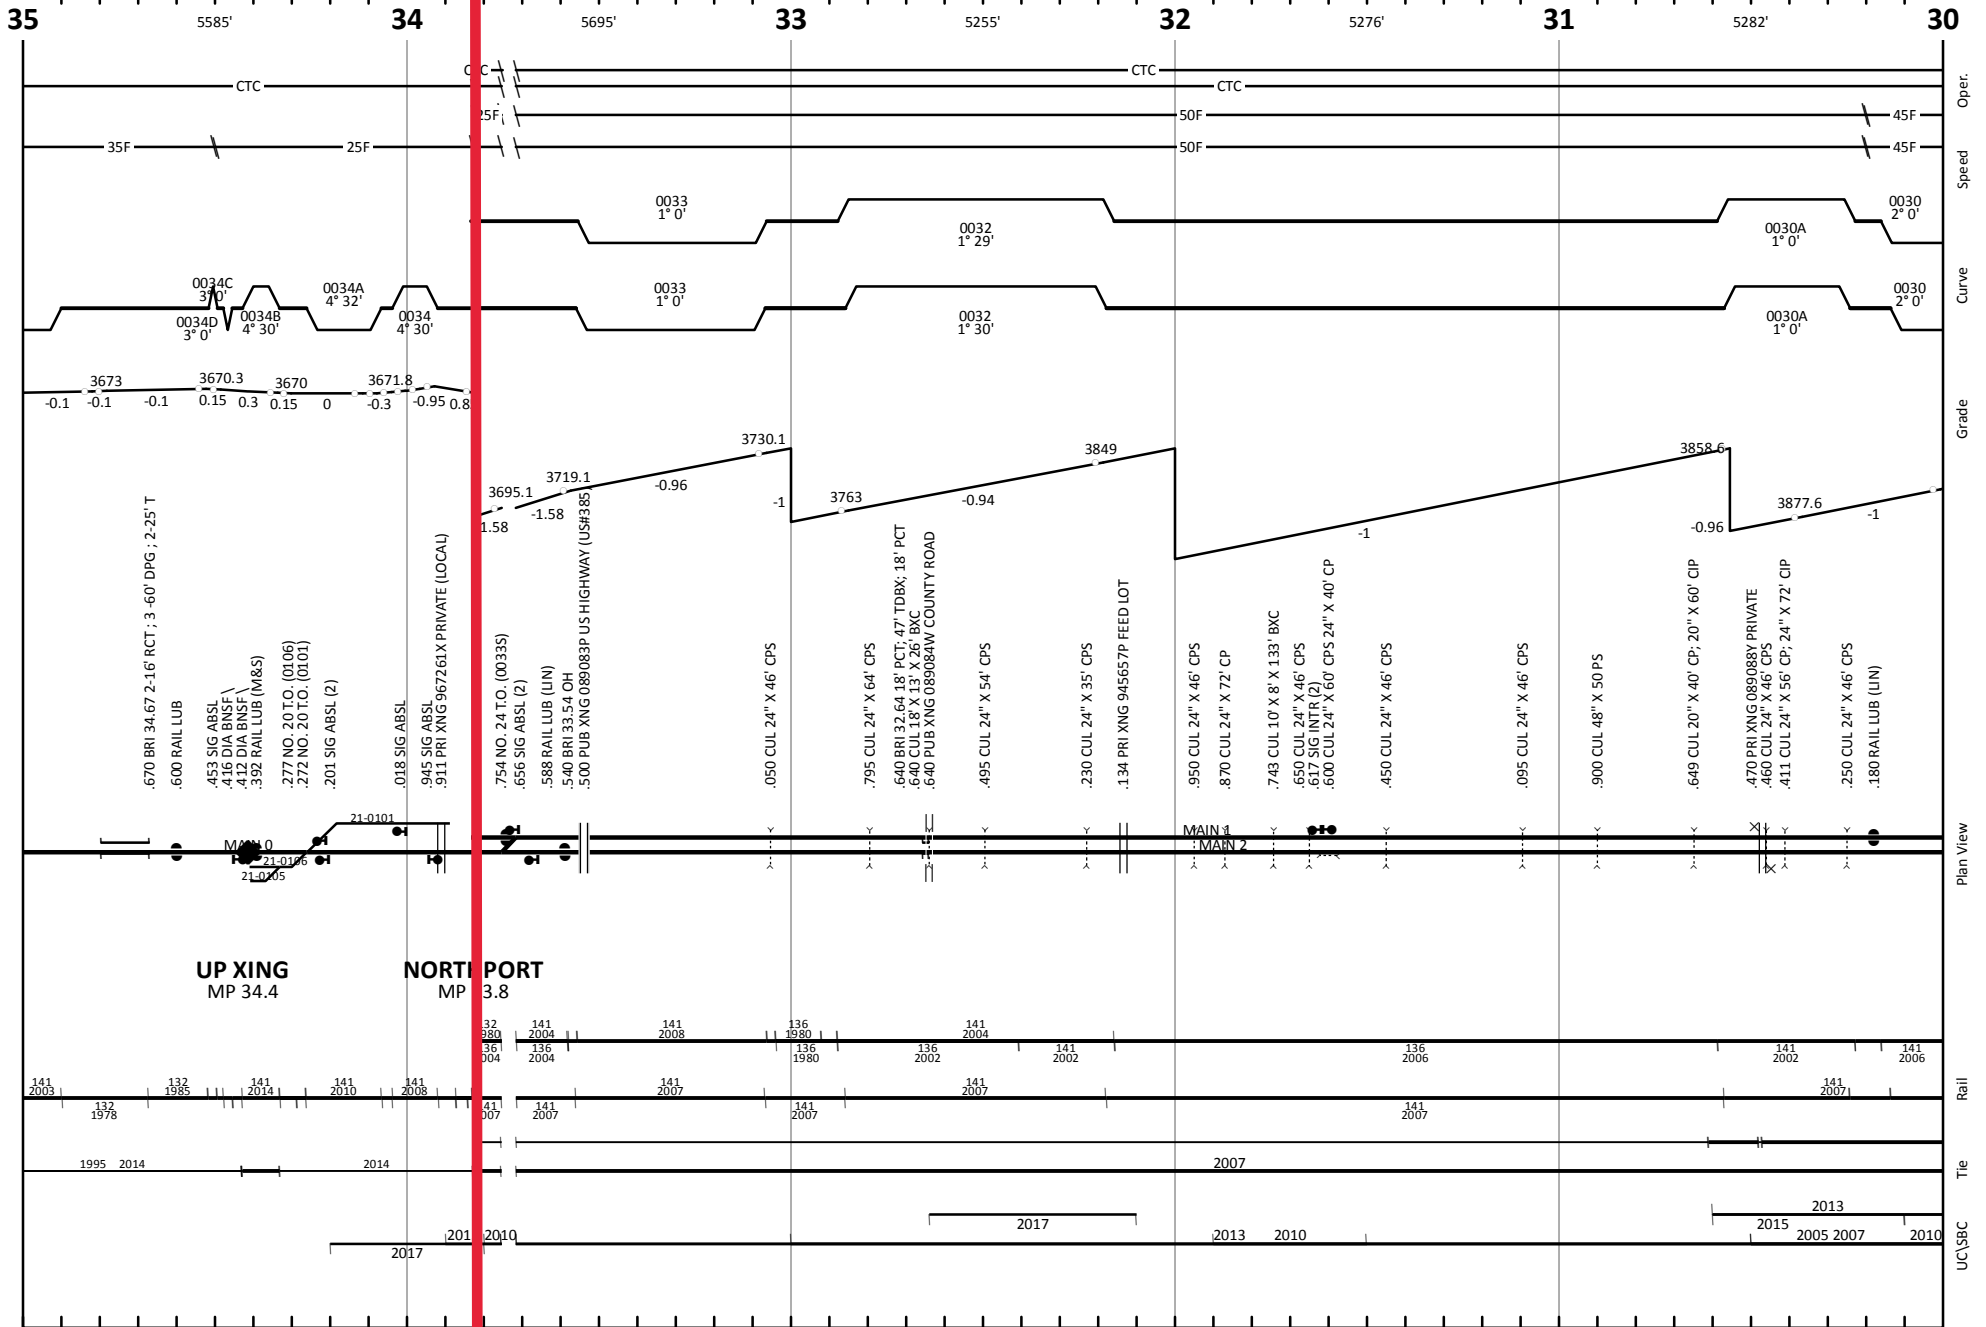 35 5585' 34 5695' 33 5255' 32 5276' 31 5282' 30
CTC CTC
CTC CTC
25F 50F 45F
35F 25F 50F 45F
Oper.
Speed
0033
1° 0'
0032
1° 29'
0030A
1° 0'
0030
2° 0'
0034C
3° 0'
0034D
3° 0'
0034B
4° 30'
0034A
4° 32'
0034
4° 30'
0033
1° 0'
0032
1° 30'
0030A
1° 0'
0030
2° 0'
Curve
3673 3670.3 3670 3671.8
-0.1 -0.1 -0.1 0.15 0.3 0.15 0 -0.3 -0.95 0.8
3695.1 3719.1 3730.1 3763 3849 3858.6 3877.6
1.58 -1.58 -0.96 -1 -0.94 -1 -0.96 -1
Grade
.670 BRI 34.67 2-16' RCT ; 3 -60' DPG ; 2-25' T
.600 RAIL LUB
.453 SIG ABSL
.416 DIA BNSF \
.412 DIA BNSF \
.392 RAIL LUB (M&S)
.277 NO. 20 T.O. (0106)
.272 NO. 20 T.O. (0101)
.201 SIG ABSL (2)
.018 SIG ABSL
.945 SIG ABSL
.911 PRI XNG 967261X PRIVATE (LOCAL)
.754 NO. 24 T.O. (0033S)
.656 SIG ABSL (2)
.588 RAIL LUB (LIN)
.540 BRI 33.54 OH
.500 PUB XNG 089083P US HIGHWAY (US#385)
.050 CUL 24" X 46' CPS
.795 CUL 24" X 64' CPS
.640 BRI 32.64 18' PCT; 47' TDBX; 18' PCT
.640 CUL 18' X 13' X 26' BXC
.640 PUB XNG 089084W COUNTY ROAD
.495 CUL 24" X 54' CPS
.230 CUL 24" X 35' CPS
.134 PRI XNG 945657P FEED LOT
.950 CUL 24" X 46' CPS
.870 CUL 24" X 72' CP
.743 CUL 10' X 8' X 133' BXC
.650 CUL 24" X 46' CPS
.617 SIG INTR (2)
.600 CUL 24" X 60' CPS 24" X 40' CP
.450 CUL 24" X 46' CPS
.095 CUL 24" X 46' CPS
.900 CUL 48" X 50 PS
.649 CUL 20" X 40' CP; 20" X 60' CIP
.470 PRI XNG 089088Y PRIVATE
.460 CUL 24" X 46' CPS
.411 CUL 24" X 56' CP; 24" X 72' CIP
.250 CUL 24" X 46' CPS
.180 RAIL LUB (LIN)
21-0101
MAIN 0
21-0106
21-0105
MAIN 1
MAIN 2
Plan View
UP XING
MP 34.4
NORTHPORT
MP 3.8
141
2004
141
2008
136
1980
141
2004
136
2004
136
1980
136
2002
141
2002
136
2006
141
2002
141
2006
141
2003
132
1978
132
1985
141
2014
141
2010
141
2008
141
2007
141
2007
141
2007
141
2007
141
2007
141
2007
Rail
1995 2014 2014 2007
Tie
2017 2013
2015
2017 201 2010 2013 2010 2005 2007 2010
UC\SBC